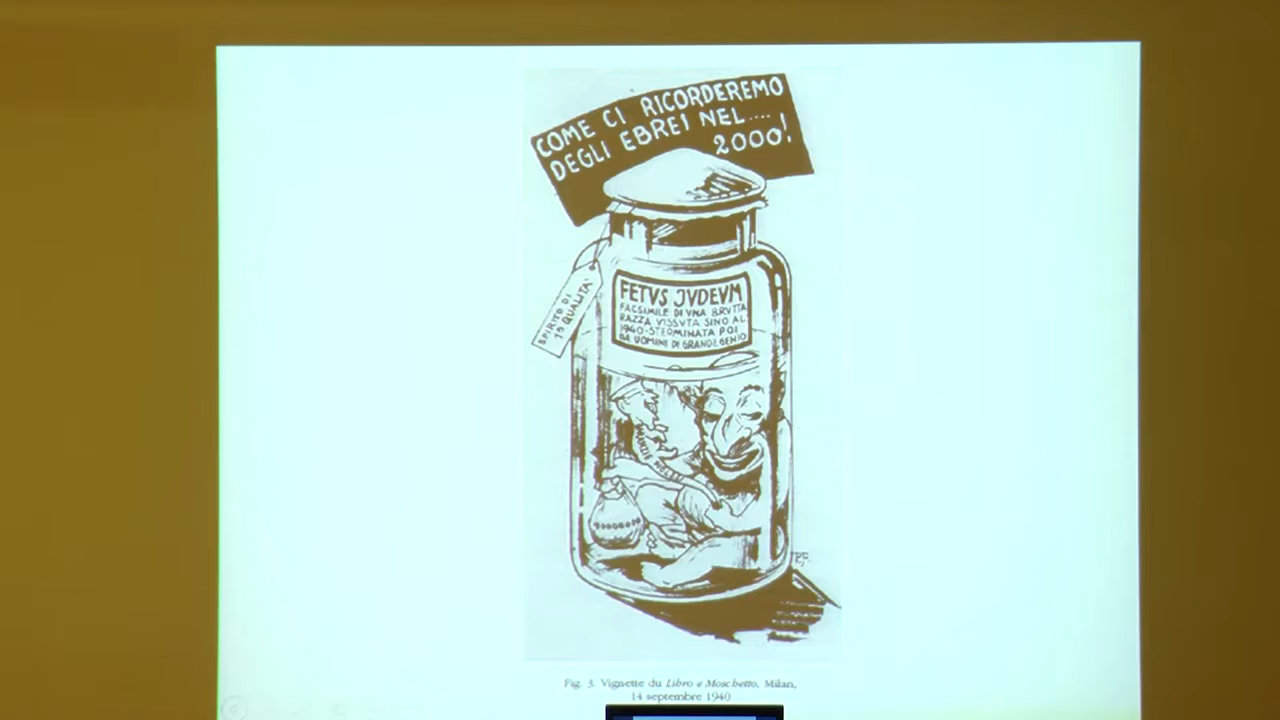 COME CI RICORDEREMO
DEGLI EBREI NEL....
2000!
SPIRITO DI
1ª QUALITA'
FETVS JVDEVM
FACSIMILE DI VNA BRVTTA
RAZZA VISSVTA SINO AL
1940-STERMINATA POI
DA VOMINI DI GRANDE GENIO
Fig. 3. Vignette du Libro e Moschetto, Milan,
14 septembre 1940